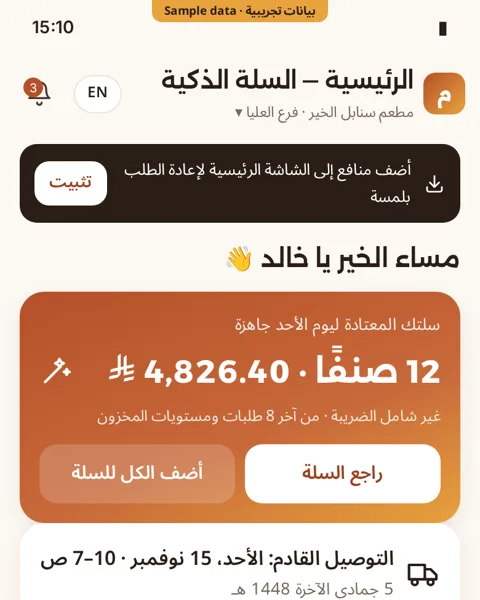 Sample data · بيانات تجريبية
15:10
م
الرئيسية — السلة الذكية
مطعم سنابل الخير · فرع العليا ▾
EN
3
أضف منافع إلى الشاشة الرئيسية لإعادة الطلب
بلمسة
تثبيت
مساء الخير يا خالد 👋
سلتك المعتادة ليوم الأحد جاهزة
12 صنفًا · 4,826.40
غير شامل الضريبة · من آخر 8 طلبات ومستويات المخزون
راجع السلة
أضف الكل للسلة
التوصيل القادم: الأحد، 15 نوفمبر · 10–7 ص
5 جمادى الآخرة 1448 هـ